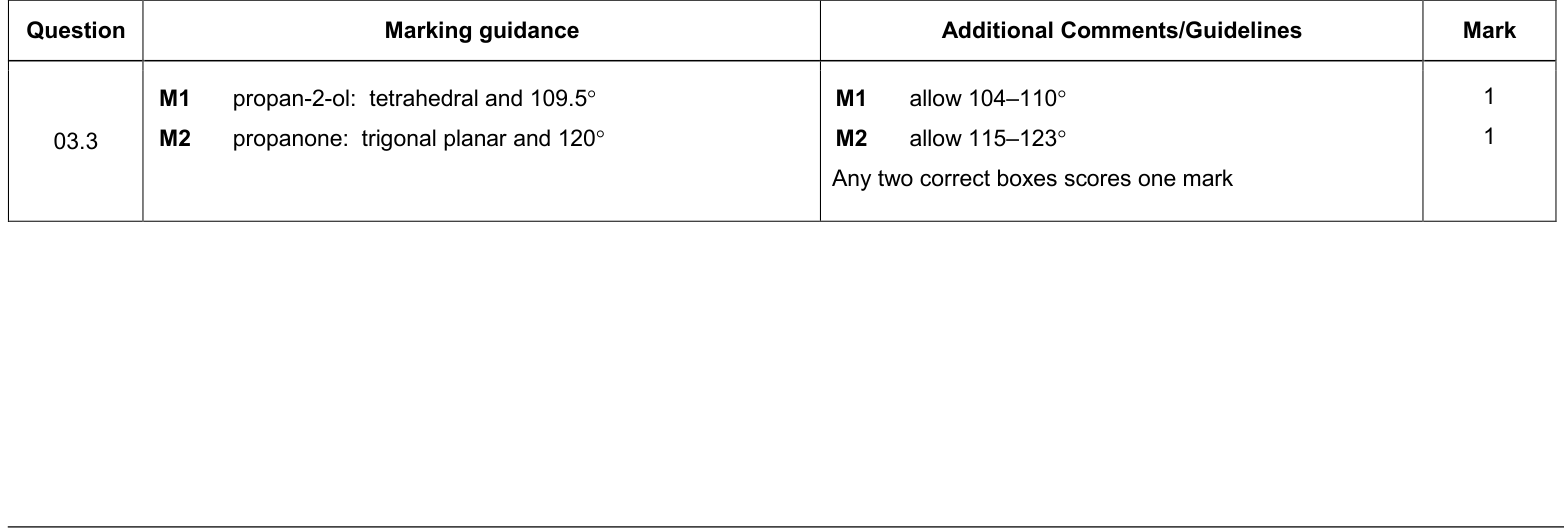 Question Marking guidance Additional Comments/Guidelines Mark
M1 propan-2-ol: tetrahedral and 109.5° M1 allow 104–110° 1
03.3 M2 propanone: trigonal planar and 120° M2 allow 115–123° 1
Any two correct boxes scores one mark